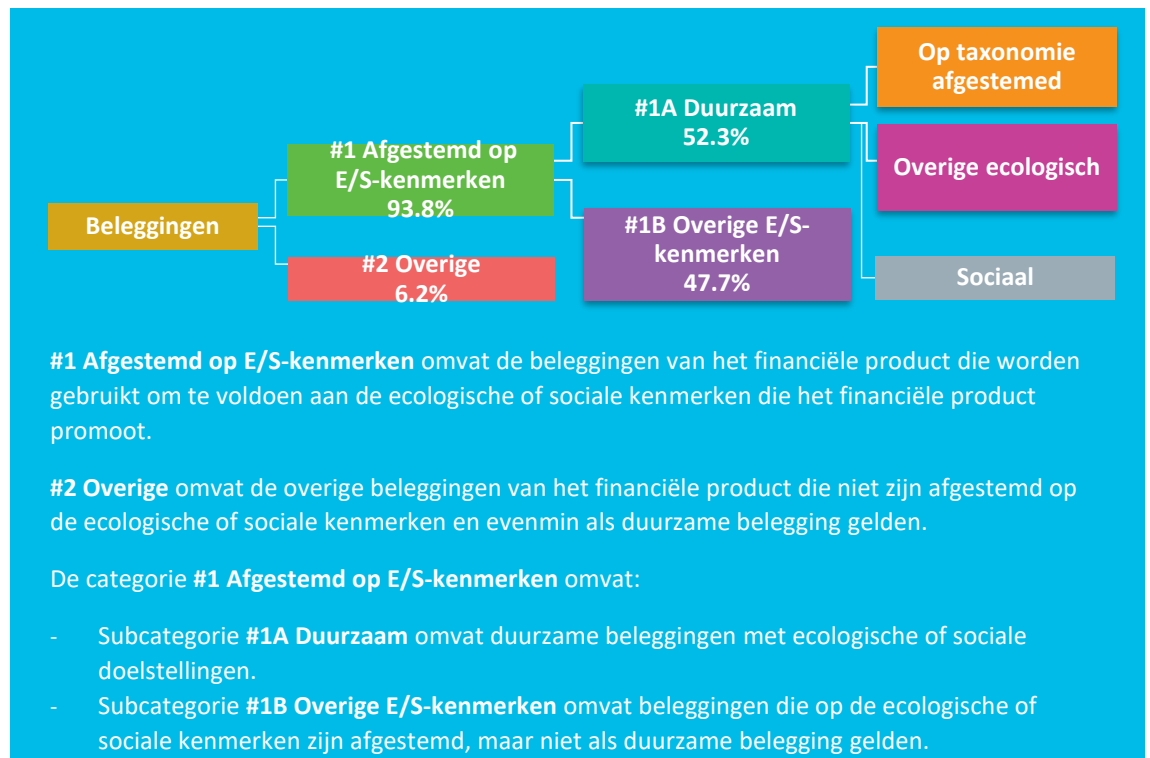 Beleggingen
#1 Afgestemd op
E/S-kenmerken
93.8%
#2 Overige
6.2%
#1A Duurzaam
52.3%
#1B Overige E/S-
kenmerken
47.7%
Op taxonomie
afgestemed
Overige ecologisch
Sociaal
#1 Afgestemd op E/S-kenmerken omvat de beleggingen van het financiële product die worden
gebruikt om te voldoen aan de ecologische of sociale kenmerken die het financiële product
promoot.
#2 Overige omvat de overige beleggingen van het financiële product die niet zijn afgestemd op
de ecologische of sociale kenmerken en evenmin als duurzame belegging gelden.
De categorie #1 Afgestemd op E/S-kenmerken omvat:
- Subcategorie #1A Duurzaam omvat duurzame beleggingen met ecologische of sociale
doelstellingen.
- Subcategorie #1B Overige E/S-kenmerken omvat beleggingen die op de ecologische of
sociale kenmerken zijn afgestemd, maar niet als duurzame belegging gelden.